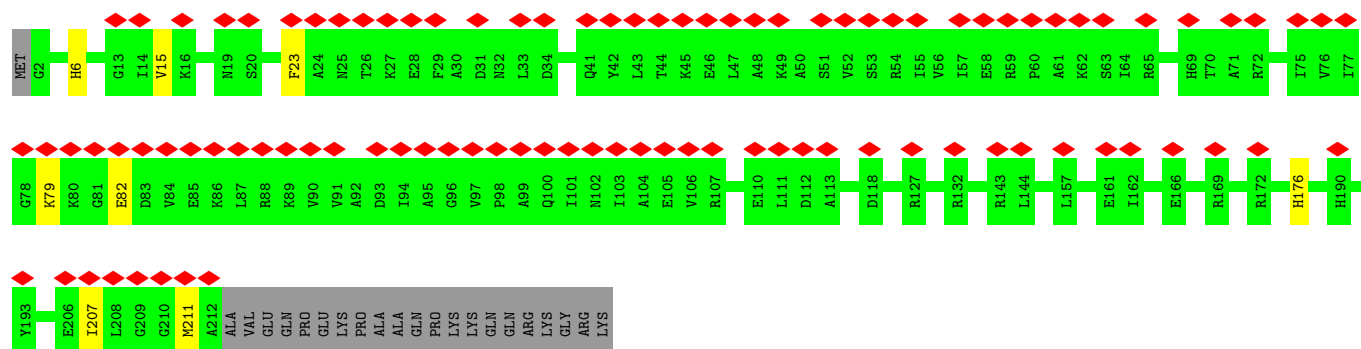 MET G2 H6 G13 I14 V15 K16 N19 S20 F23 A24 N25 T26 K27 E28 F29 A30 D31 N32 L33 D34 Q41 Y42 L43 T44 K45 E46 L47 A48 K49 A50 S51 V52 S53 R54 I55 V56 I57 E58 R59 P60 A61 K62 S63 I64 R65 H69 T70 A71 R72 I75 V76 I77
G78 K79 K80 G81 E82 D83 V84 E85 K86 L87 R88 K89 V90 V91 A92 D93 I94 A95 G96 V97 P98 A99 Q100 I101 N102 I103 A104 E105 V106 R107 E110 L111 D112 A113 D118 R127 R132 R143 L144 L157 E161 I162 E166 R169 R172 H176 H190
Y193 E206 I207 L208 G209 G210 M211 A212 ALA VAL GLU GLN PRO GLU LYS PRO ALA ALA GLN PRO LYS LYS GLN GLN ARG LYS GLY ARG LYS